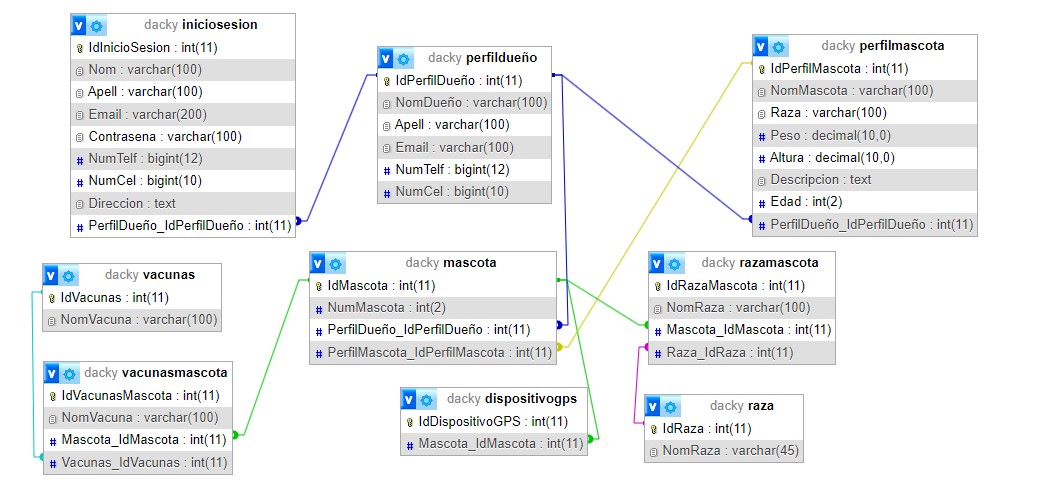 dacky iniciosesion
IdInicioSesion : int(11)
Nom : varchar(100)
Apell : varchar(100)
Email : varchar(200)
Contrasena : varchar(100)
NumTelf : bigint(12)
NumCel : bigint(10)
Direccion : text
PerfilDueño_IdPerfilDueño : int(11)
dacky perfildueño
IdPerfilDueño : int(11)
NomDueño : varchar(100)
Apell : varchar(100)
Email : varchar(100)
NumTelf : bigint(12)
NumCel : bigint(10)
dacky perfilmascota
IdPerfilMascota : int(11)
NomMascota : varchar(100)
Raza : varchar(100)
Peso : decimal(10,0)
Altura : decimal(10,0)
Descripcion : text
Edad : int(2)
PerfilDueño_IdPerfilDueño : int(11)
dacky vacunas
IdVacunas : int(11)
NomVacuna : varchar(100)
dacky mascota
IdMascota : int(11)
NumMascota : int(2)
PerfilDueño_IdPerfilDueño : int(11)
PerfilMascota_IdPerfilMascota : int(11)
dacky razamascota
IdRazaMascota : int(11)
NomRaza : varchar(100)
Mascota_IdMascota : int(11)
Raza_IdRaza : int(11)
dacky vacunasmascota
IdVacunasMascota : int(11)
NomVacuna : varchar(100)
Mascota_IdMascota : int(11)
Vacunas_IdVacunas : int(11)
dacky dispositivogps
IdDispositivoGPS : int(11)
Mascota_IdMascota : int(11)
dacky raza
IdRaza : int(11)
NomRaza : varchar(45)